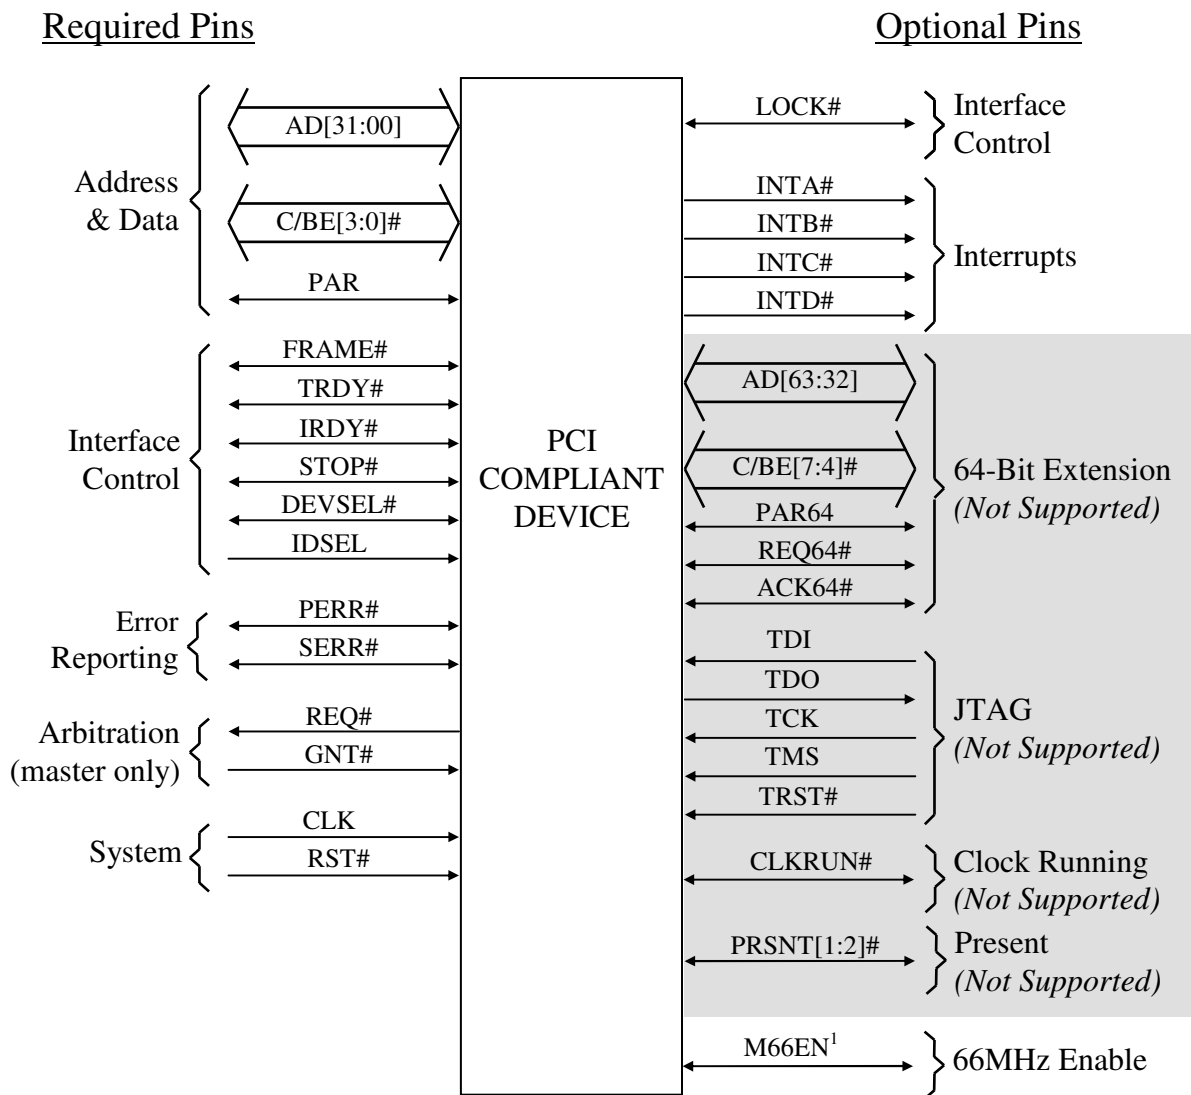 Required Pins
Optional Pins
Address
& Data
AD[31:00]
C/BE[3:0]#
PAR
Interface
Control
FRAME#
TRDY#
IRDY#
STOP#
DEVSEL#
IDSEL
Error
Reporting
PERR#
SERR#
Arbitration
(master only)
REQ#
GNT#
System
CLK
RST#
PCI
COMPLIANT
DEVICE
LOCK#
Interface
Control
INTA#
INTB#
INTC#
INTD#
Interrupts
AD[63:32]
C/BE[7:4]#
PAR64
REQ64#
ACK64#
64-Bit Extension
(Not Supported)
TDI
TDO
TCK
TMS
TRST#
JTAG
(Not Supported)
CLKRUN#
Clock Running
(Not Supported)
PRSNT[1:2]#
Present
(Not Supported)
M66EN¹
66MHz Enable